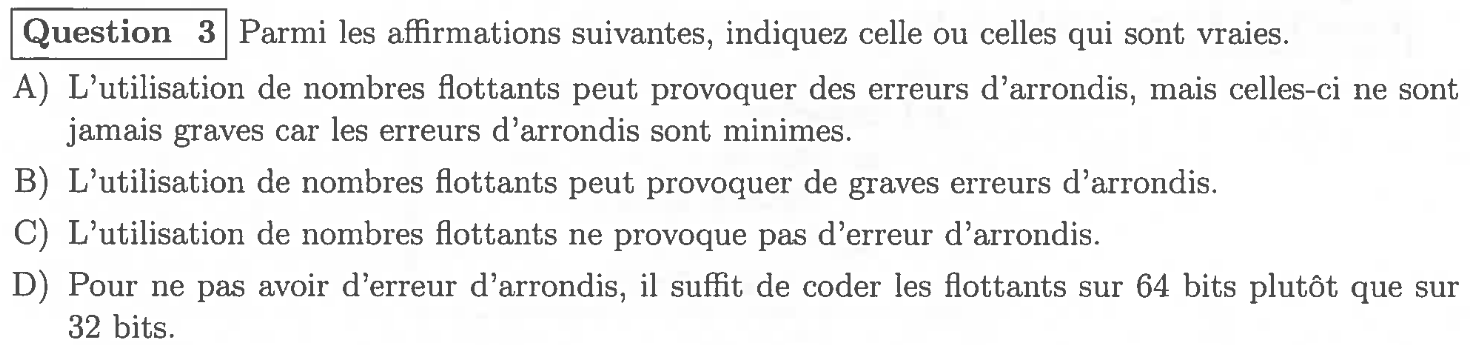 Question 3 Parmi les affirmations suivantes, indiquez celle ou celles qui sont vraies.
A) L'utilisation de nombres flottants peut provoquer des erreurs d'arrondis, mais celles-ci ne sont
jamais graves car les erreurs d'arrondis sont minimes.
B) L'utilisation de nombres flottants peut provoquer de graves erreurs d'arrondis.
C) L'utilisation de nombres flottants ne provoque pas d'erreur d'arrondis.
D) Pour ne pas avoir d'erreur d'arrondis, il suffit de coder les flottants sur 64 bits plutôt que sur
32 bits.